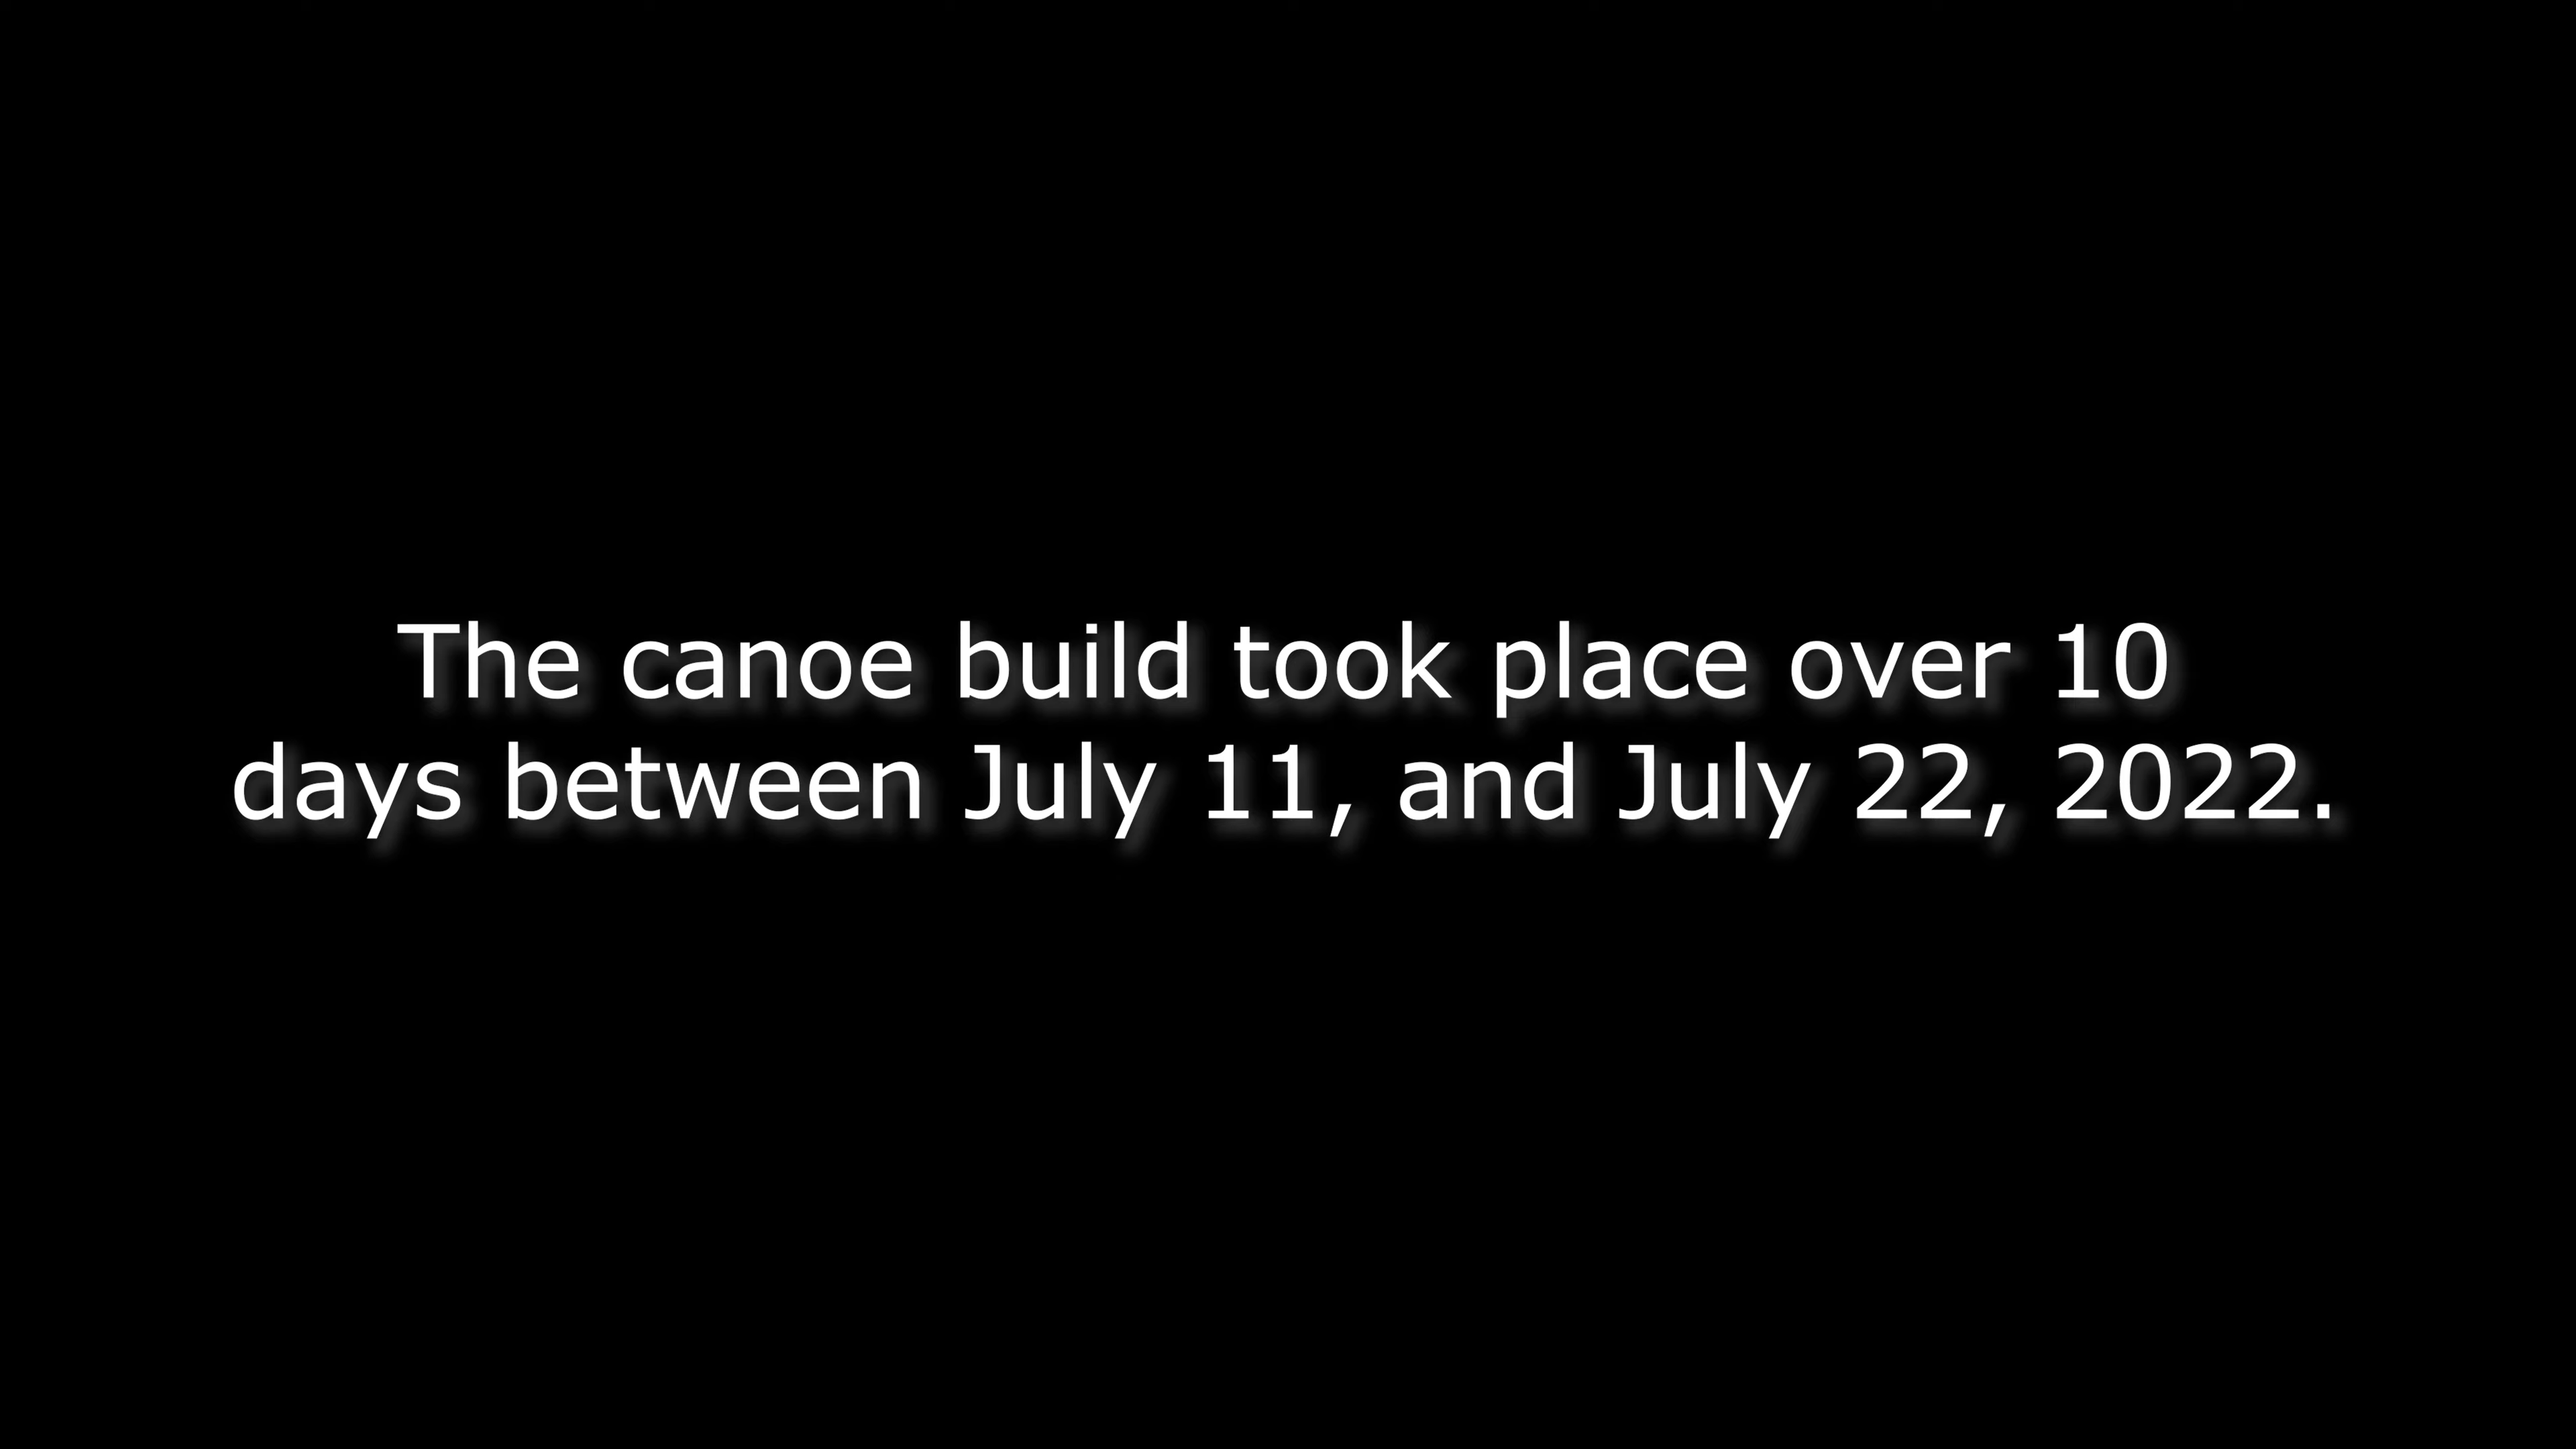 The canoe build took place over 10
days between July 11, and July 22, 2022.